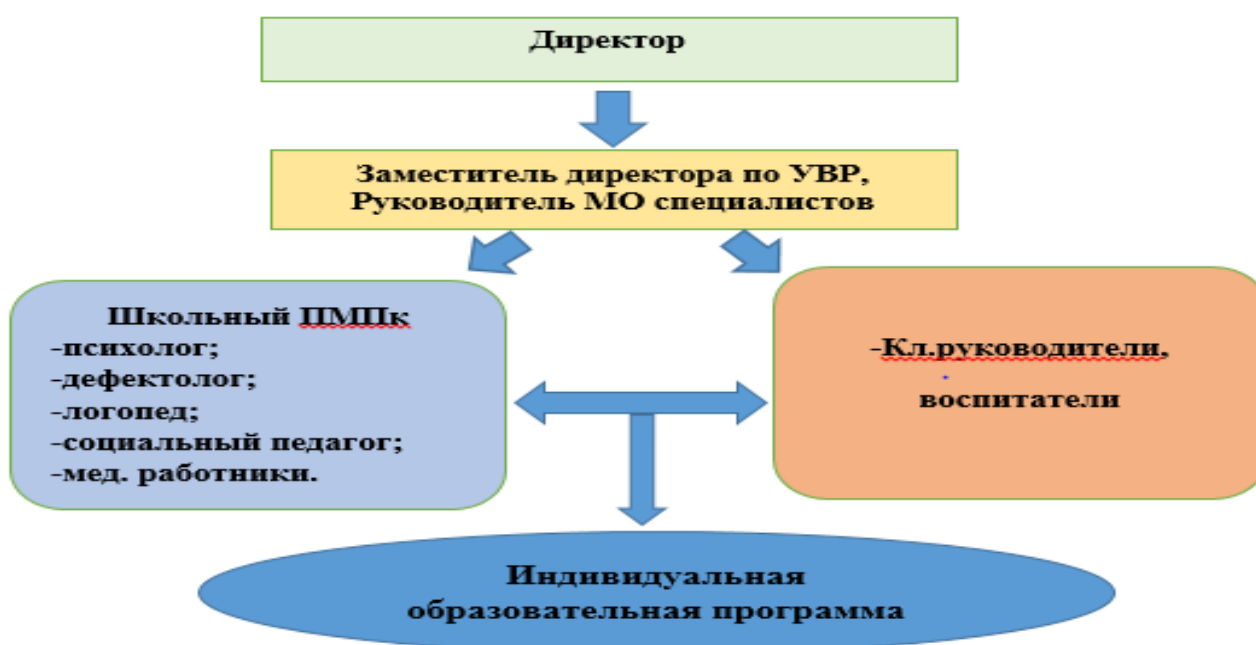 Директор
Заместитель директора по УВР,
Руководитель МО специалистов
Школьный ПМПк
-психолог;
-дефектолог;
-логопед;
-социальный педагог;
-мед. работники.
-Кл.руководители,
воспитатели
Индивидуальная
образовательная программа